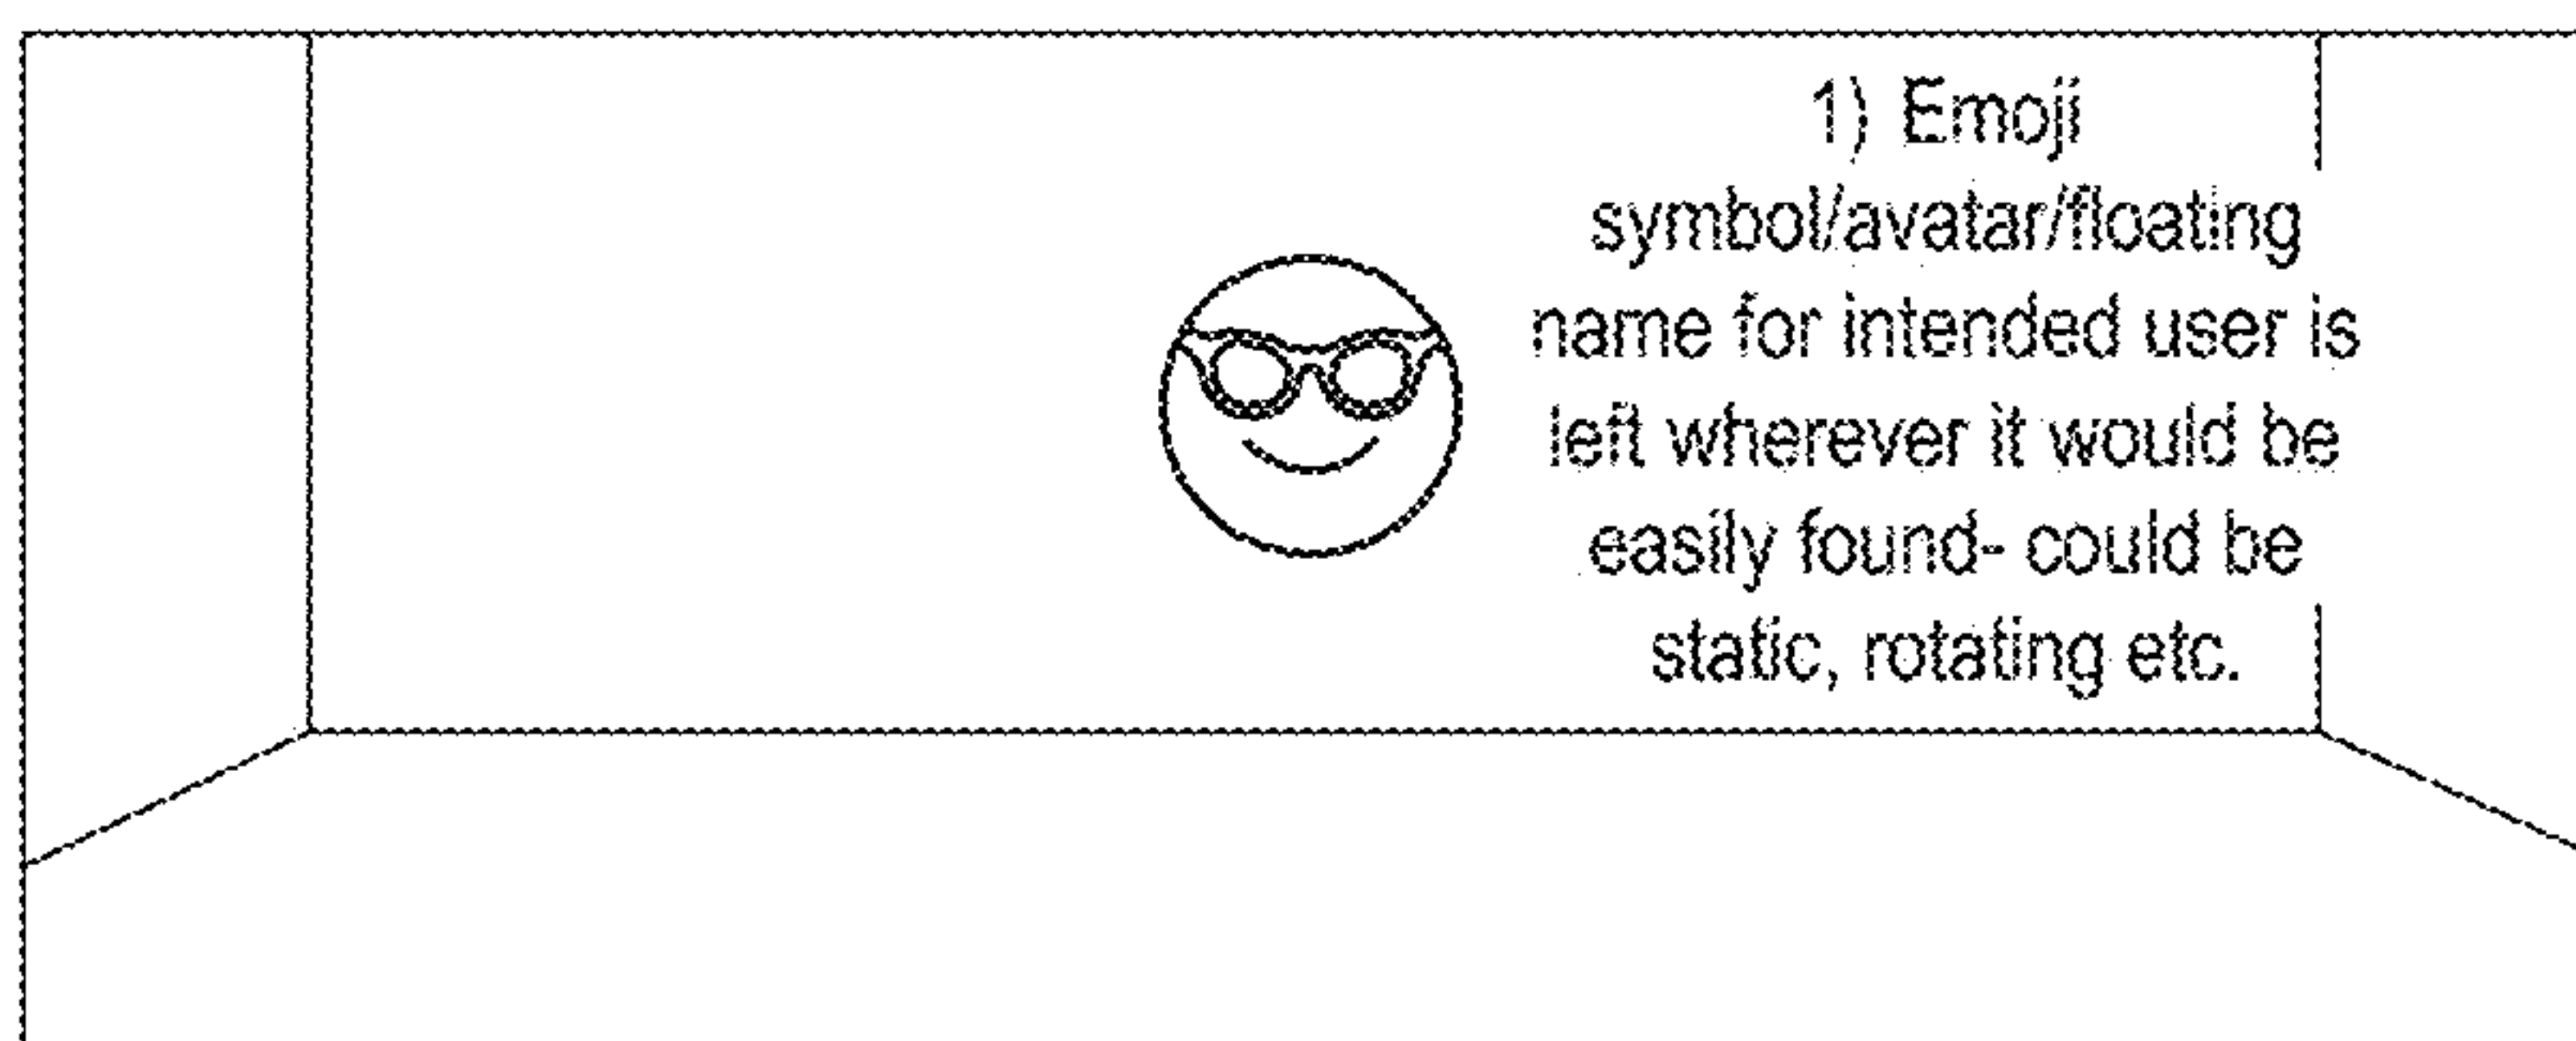 1) Emoji
symbol/avatar/floating
name for intended user is
left wherever it would be
easily found- could be
static, rotating etc.